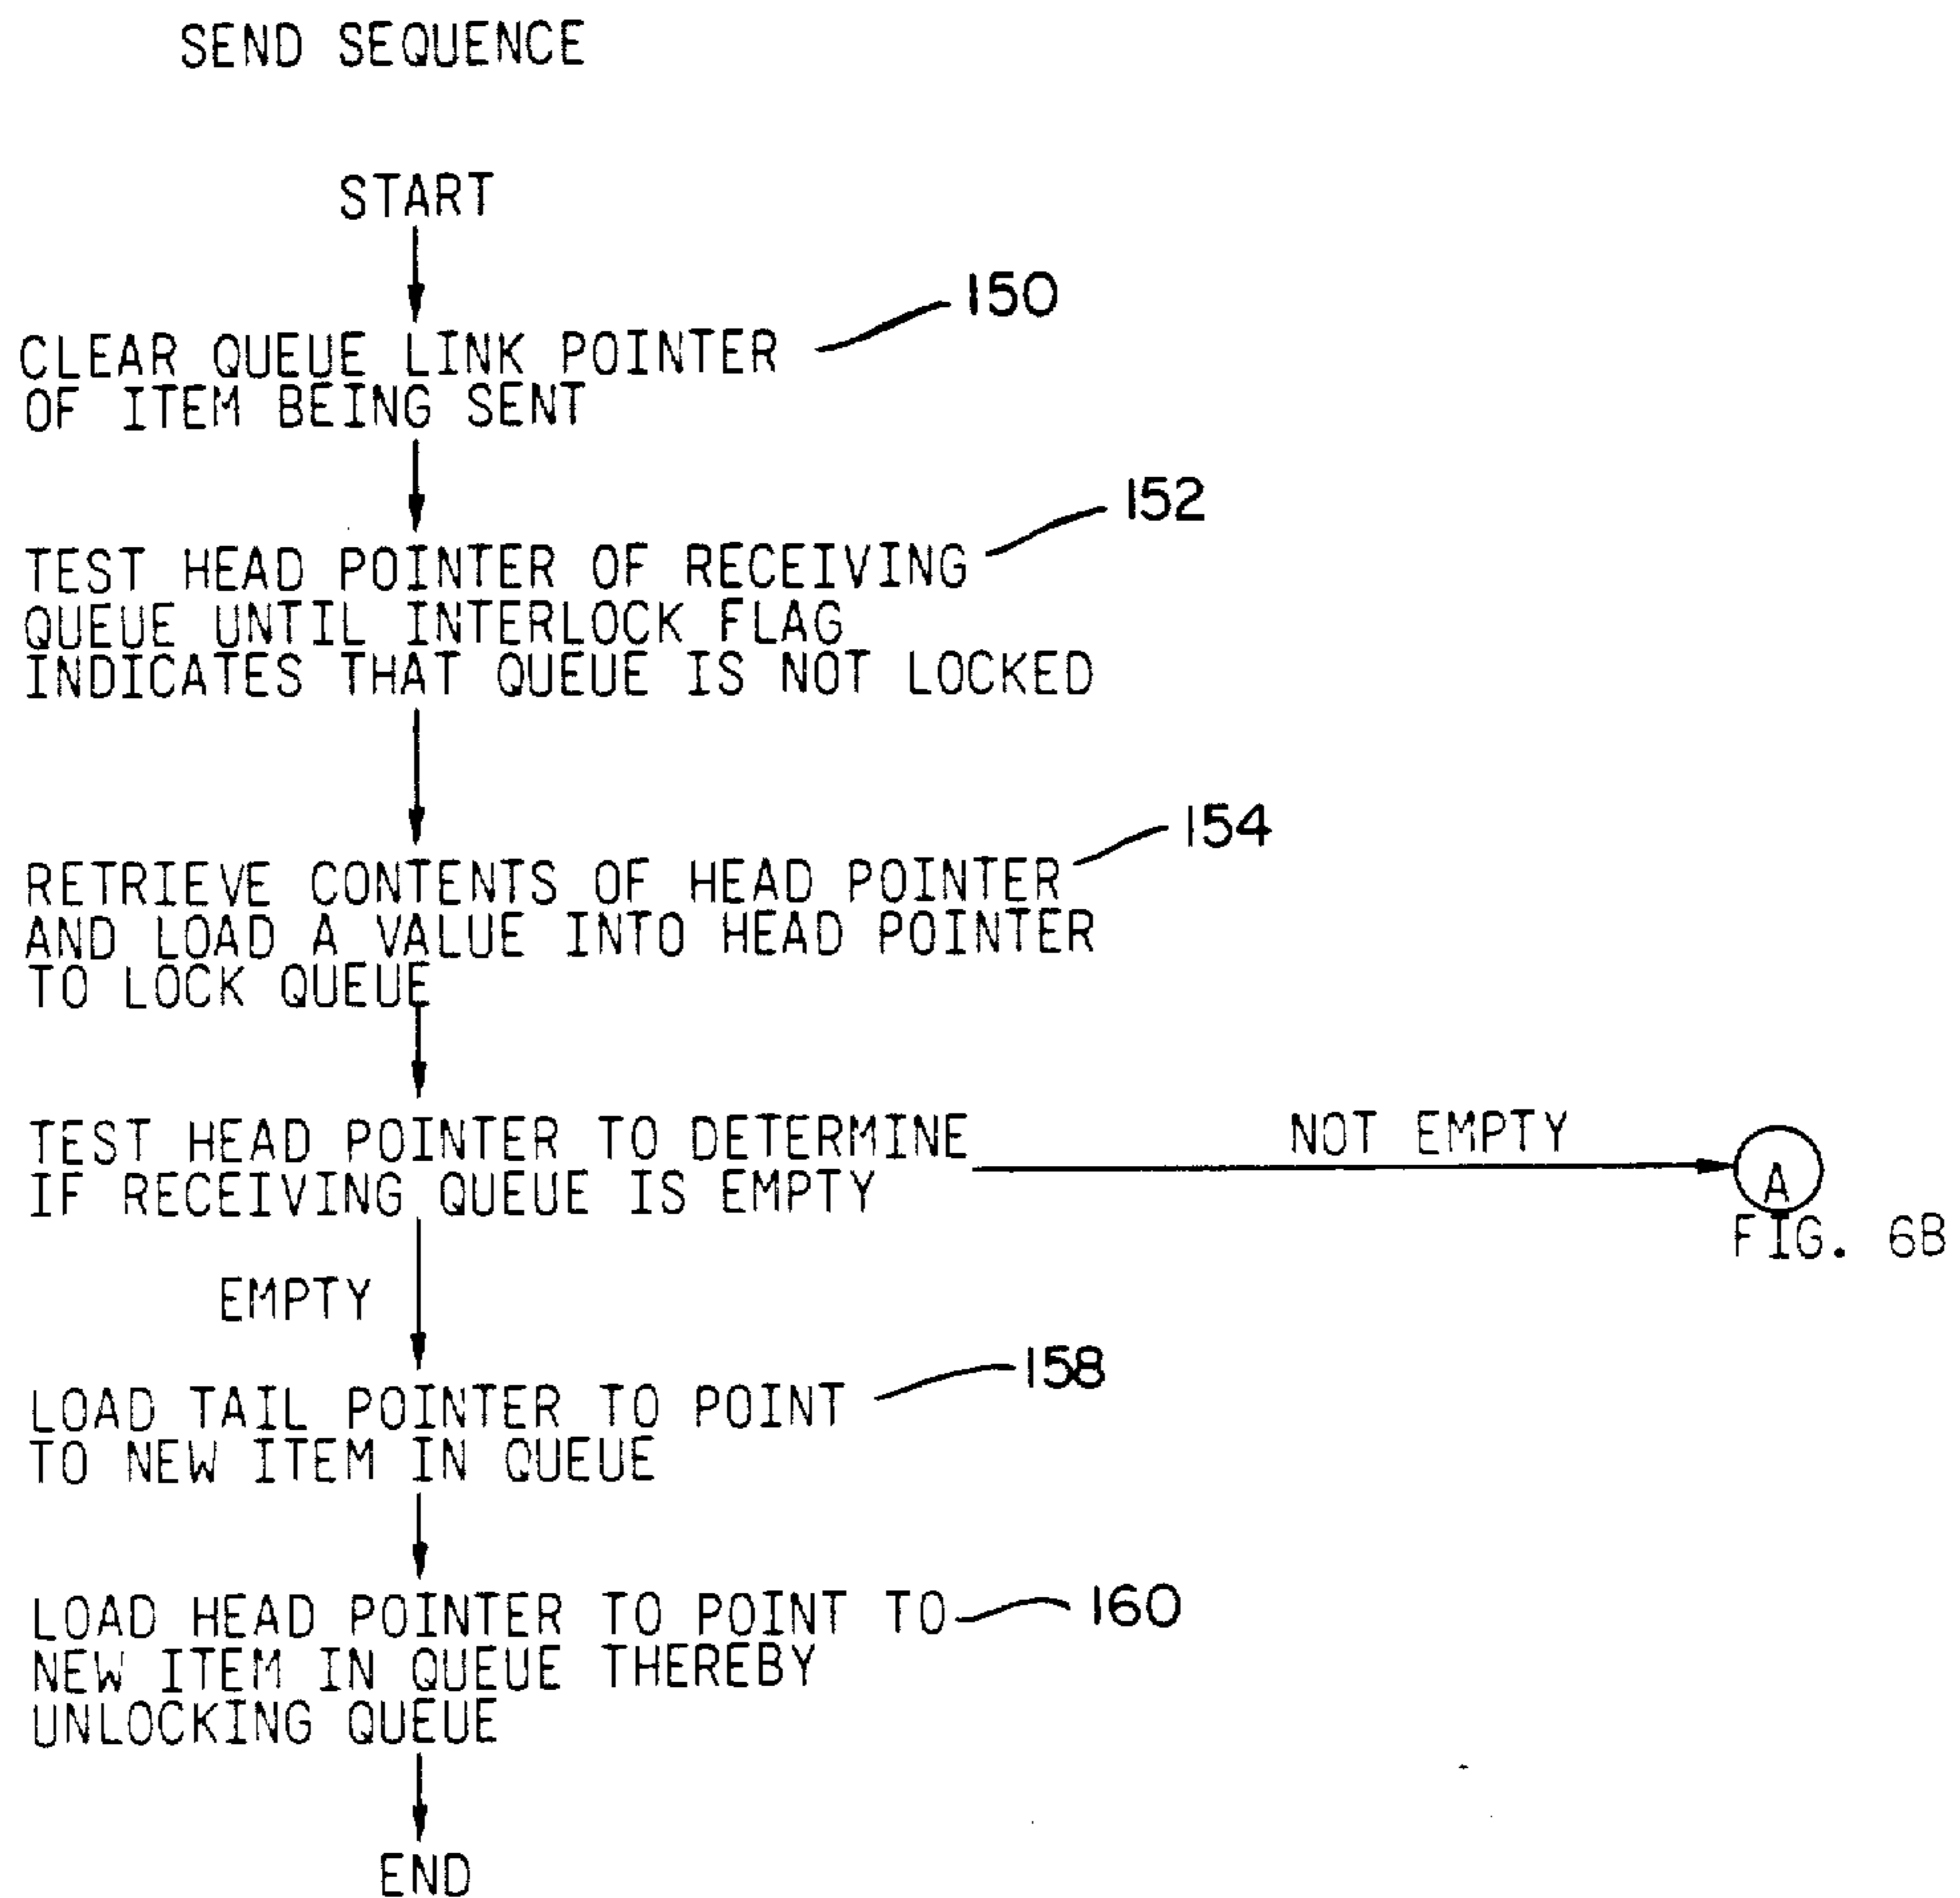 SEND SEQUENCE
START
150
CLEAR QUEUE LINK POINTER
OF ITEM BEING SENT
152
TEST HEAD POINTER OF RECEIVING
QUEUE UNTIL INTERLOCK FLAG
INDICATES THAT QUEUE IS NOT LOCKED
154
RETRIEVE CONTENTS OF HEAD POINTER
AND LOAD A VALUE INTO HEAD POINTER
TO LOCK QUEUE
TEST HEAD POINTER TO DETERMINE
IF RECEIVING QUEUE IS EMPTY
NOT EMPTY
A
FIG. 6B
EMPTY
158
LOAD TAIL POINTER TO POINT
TO NEW ITEM IN QUEUE
160
LOAD HEAD POINTER TO POINT TO
NEW ITEM IN QUEUE THEREBY
UNLOCKING QUEUE
END